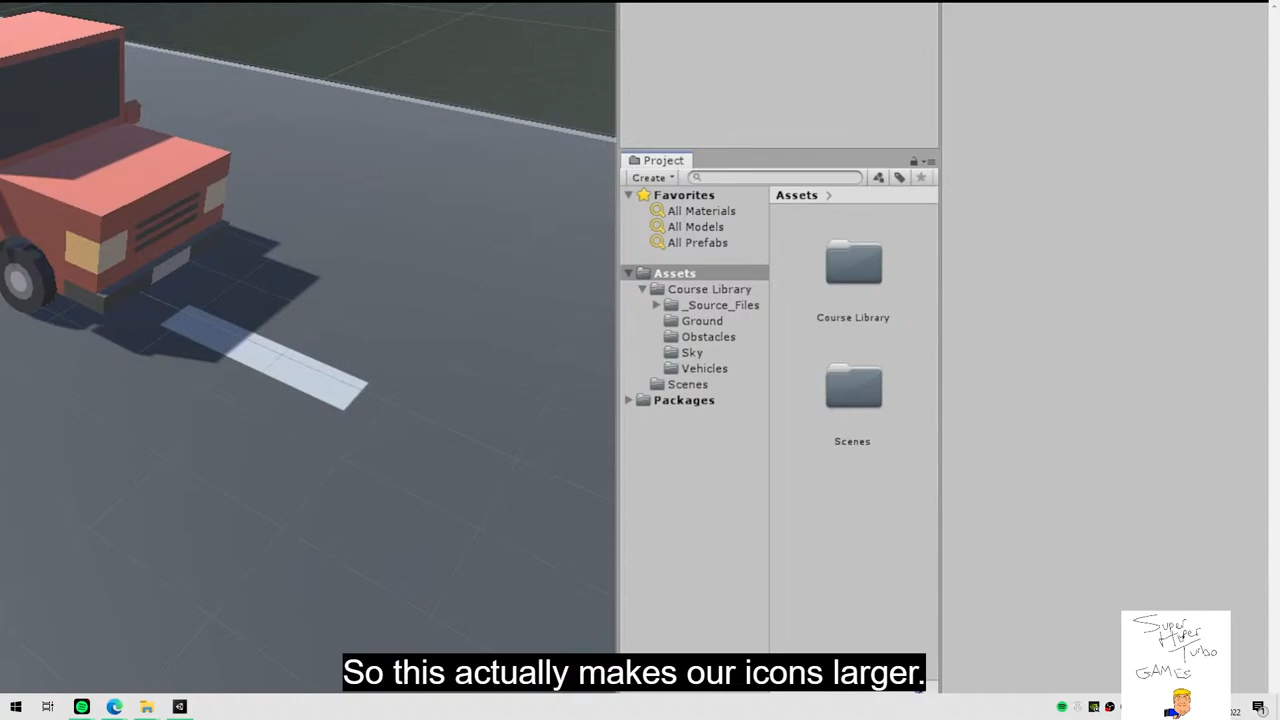 Project
Create
Favorites
All Materials
All Models
All Prefabs
Assets
Course Library
_Source_Files
Ground
Obstacles
Sky
Vehicles
Scenes
Packages
Assets
Course Library
Scenes
So this actually makes our icons larger.
Super
Hyper
Turbo
GAMES
2022